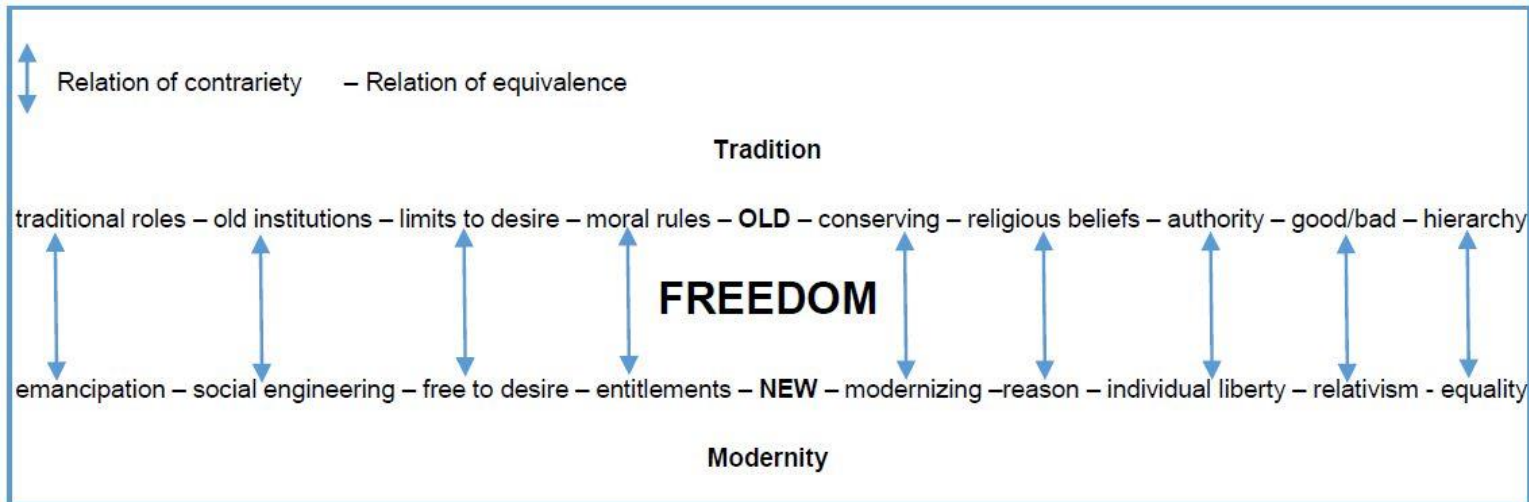 Relation of contrariety – Relation of equivalence
Tradition
traditional roles – old institutions – limits to desire – moral rules – OLD – conserving – religious beliefs – authority – good/bad – hierarchy
FREEDOM
emancipation – social engineering – free to desire – entitlements – NEW – modernizing –reason – individual liberty – relativism - equality
Modernity